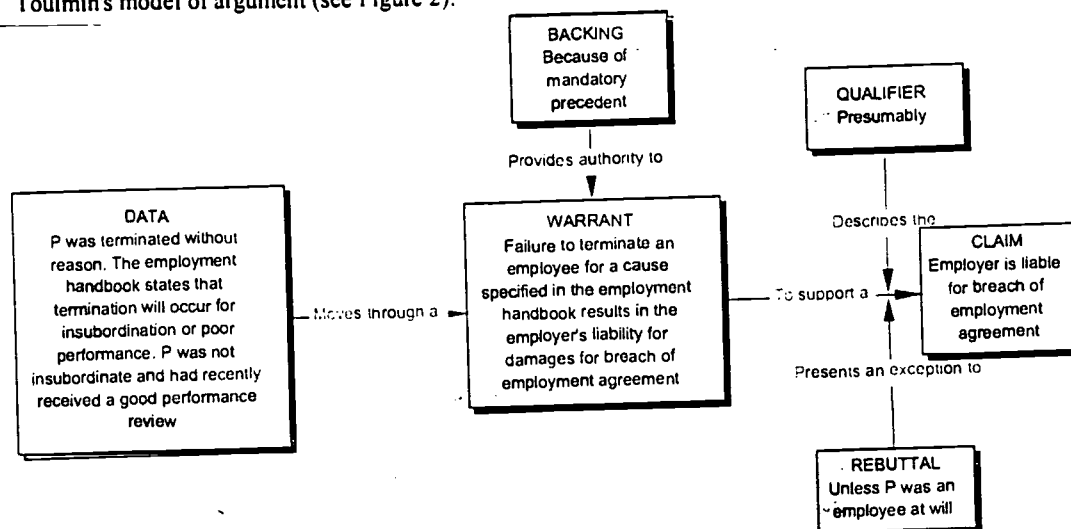 Toulmin's model of argument (see Figure 2).
BACKING
Because of
mandatory
precedent
QUALIFIER
Presumably
Provides authority to
DATA
P was terminated without
reason. The employment
handbook states that
termination will occur for
insubordination or poor
performance. P was not
insubordinate and had recently
received a good performance
review
Moves through a
WARRANT
Failure to terminate an
employee for a cause
specified in the employment
handbook results in the
employer's liability for
damages for breach of
employment agreement
Describes the
To support a
CLAIM
Employer is liable
for breach of
employment
agreement
Presents an exception to
REBUTTAL
Unless P was an
employee at will